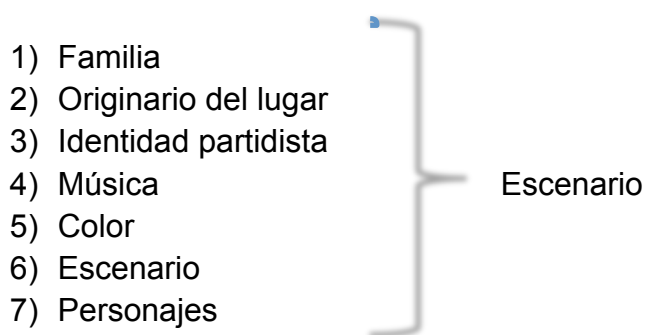 1) Familia
2) Originario del lugar
3) Identidad partidista
4) Música Escenario
5) Color
6) Escenario
7) Personajes